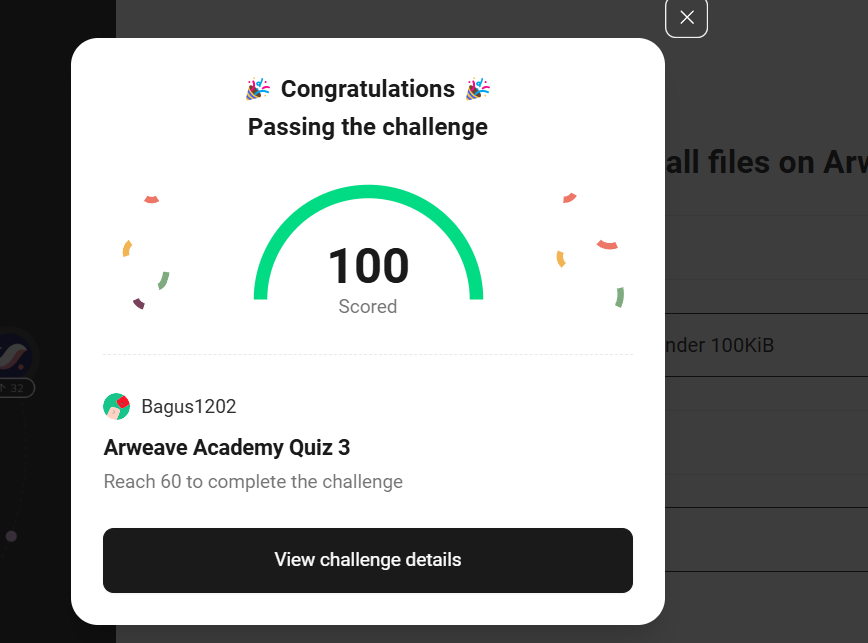 🎉 Congratulations 🎉
Passing the challenge
all files on Arw
100
Scored
nder 100KiB
32
Bagus1202
Arweave Academy Quiz 3
Reach 60 to complete the challenge
View challenge details